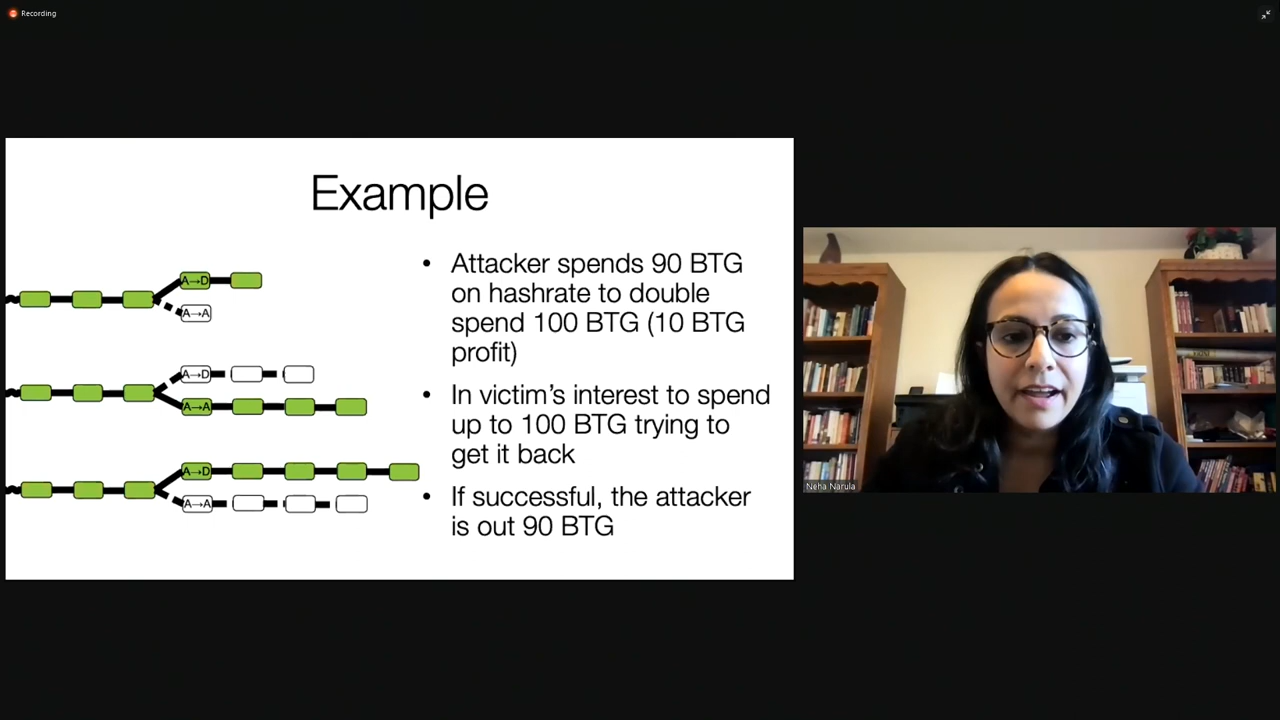 Recording
Example
A→D
A→A
A→D
A→A
A→D
A→A
• Attacker spends 90 BTG
on hashrate to double
spend 100 BTG (10 BTG
profit)
• In victim's interest to spend
up to 100 BTG trying to
get it back
• If successful, the attacker
is out 90 BTG
Neha Narula